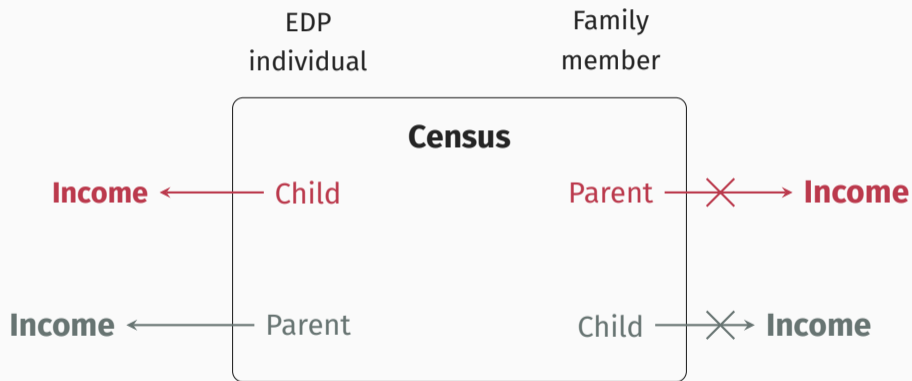 EDP
individual
Family
member
Census
Income
Child
Parent
Income
Income
Parent
Child
Income